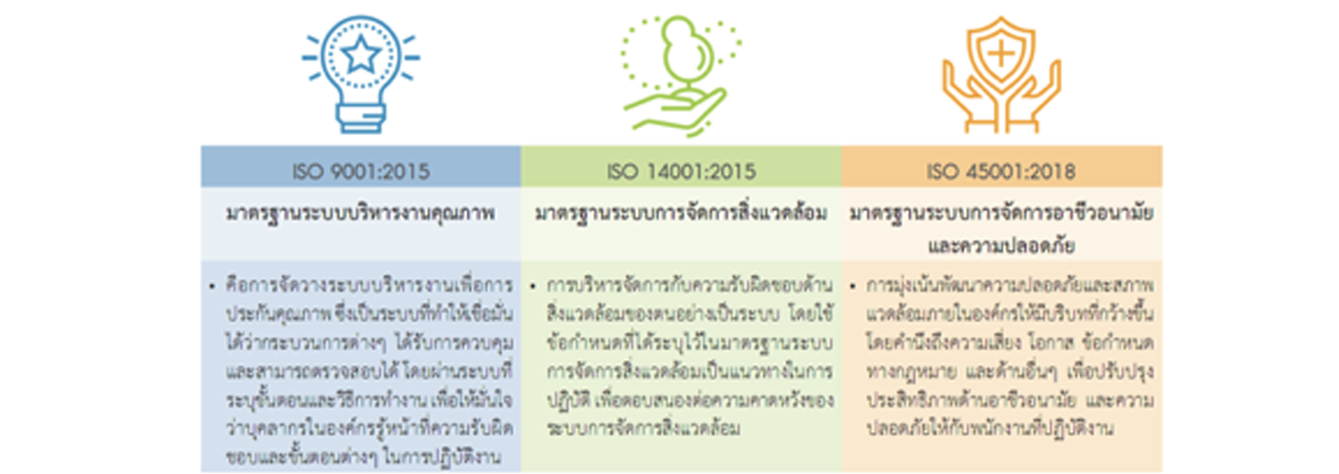 ISO 9001:2015
มาตรฐานระบบบริหารงานคุณภาพ
• คือการจัดวางระบบบริหารงานเพื่อการ
ประกันคุณภาพ ซึ่งเป็นระบบที่ทำให้เชื่อมั่น
ได้ว่ากระบวนการต่างๆ ได้รับการควบคุม
และสามารถตรวจสอบได้ โดยผ่านระบบที่
ระบุขั้นตอนและวิธีการทำงาน เพื่อให้มั่นใจ
ว่าบุคลากรในองค์กรรู้หน้าที่ความรับผิด
ชอบและขั้นตอนต่างๆ ในการปฏิบัติงาน
ISO 14001:2015
มาตรฐานระบบการจัดการสิ่งแวดล้อม
• การบริหารจัดการกับความรับผิดชอบด้าน
สิ่งแวดล้อมของตนอย่างเป็นระบบ โดยใช้
ข้อกำหนดที่ได้ระบุไว้ในมาตรฐานระบบ
การจัดการสิ่งแวดล้อมเป็นแนวทางในการ
ปฏิบัติ เพื่อตอบสนองต่อความคาดหวังของ
ระบบการจัดการสิ่งแวดล้อม
ISO 45001:2018
มาตรฐานระบบการจัดการอาชีวอนามัย
และความปลอดภัย
• การมุ่งเน้นพัฒนาความปลอดภัยและสภาพ
แวดล้อมภายในองค์กรให้มีบริบทที่กว้างขึ้น
โดยคำนึงถึงความเสี่ยง โอกาส ข้อกำหนด
ทางกฎหมาย และด้านอื่นๆ เพื่อปรับปรุง
ประสิทธิภาพด้านอาชีวอนามัย และความ
ปลอดภัยให้กับพนักงานที่ปฏิบัติงาน